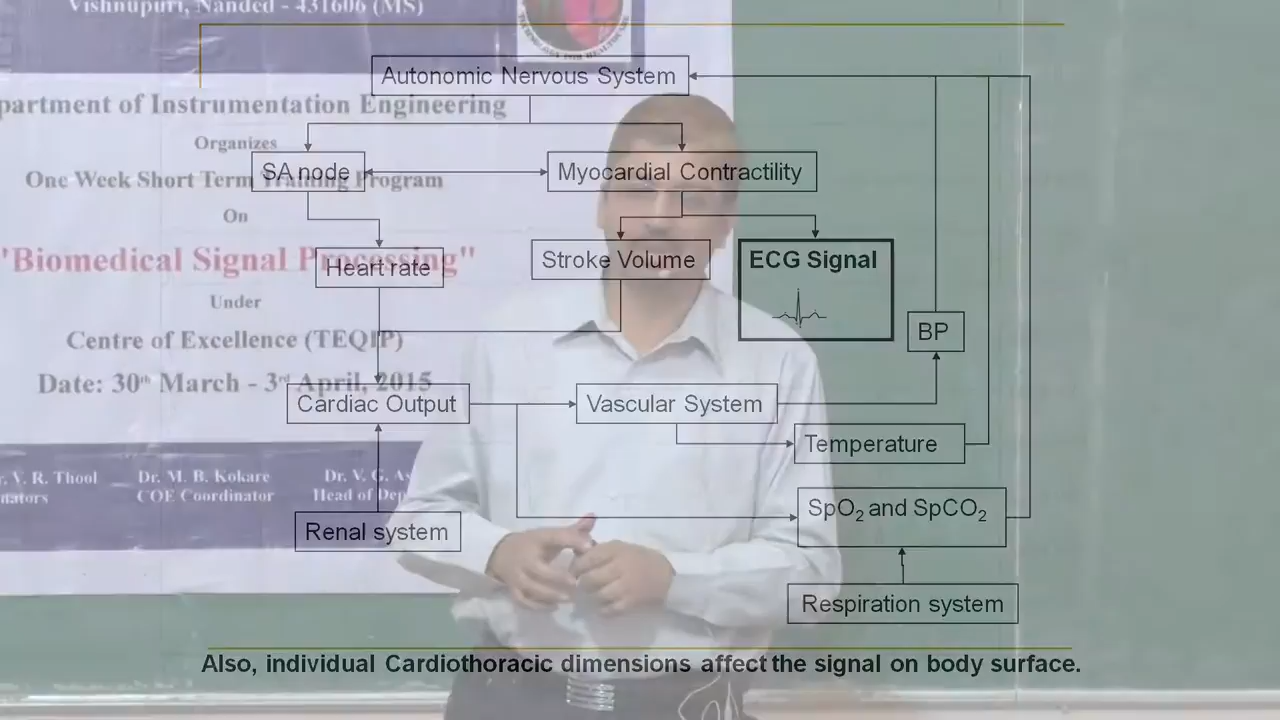 Vishnupuri, Nanded - 431606 (MS)
partment of Instrumentation Engineering
Organizes
One Week Short Term Training Program
On
"Biomedical Signal Processing"
Under
Centre of Excellence (TEQIP)
Date: 30th March - 3rd April, 2015
r. V. R. Thool
nators
Dr. M. B. Kokare
COE Coordinator
Dr. V. G. As
Head of Dep
Autonomic Nervous System
SA node
Myocardial Contractility
Heart rate
Stroke Volume
ECG Signal
BP
Cardiac Output
Vascular System
Temperature
SpO₂ and SpCO₂
Renal system
Respiration system
Also, individual Cardiothoracic dimensions affect the signal on body surface.